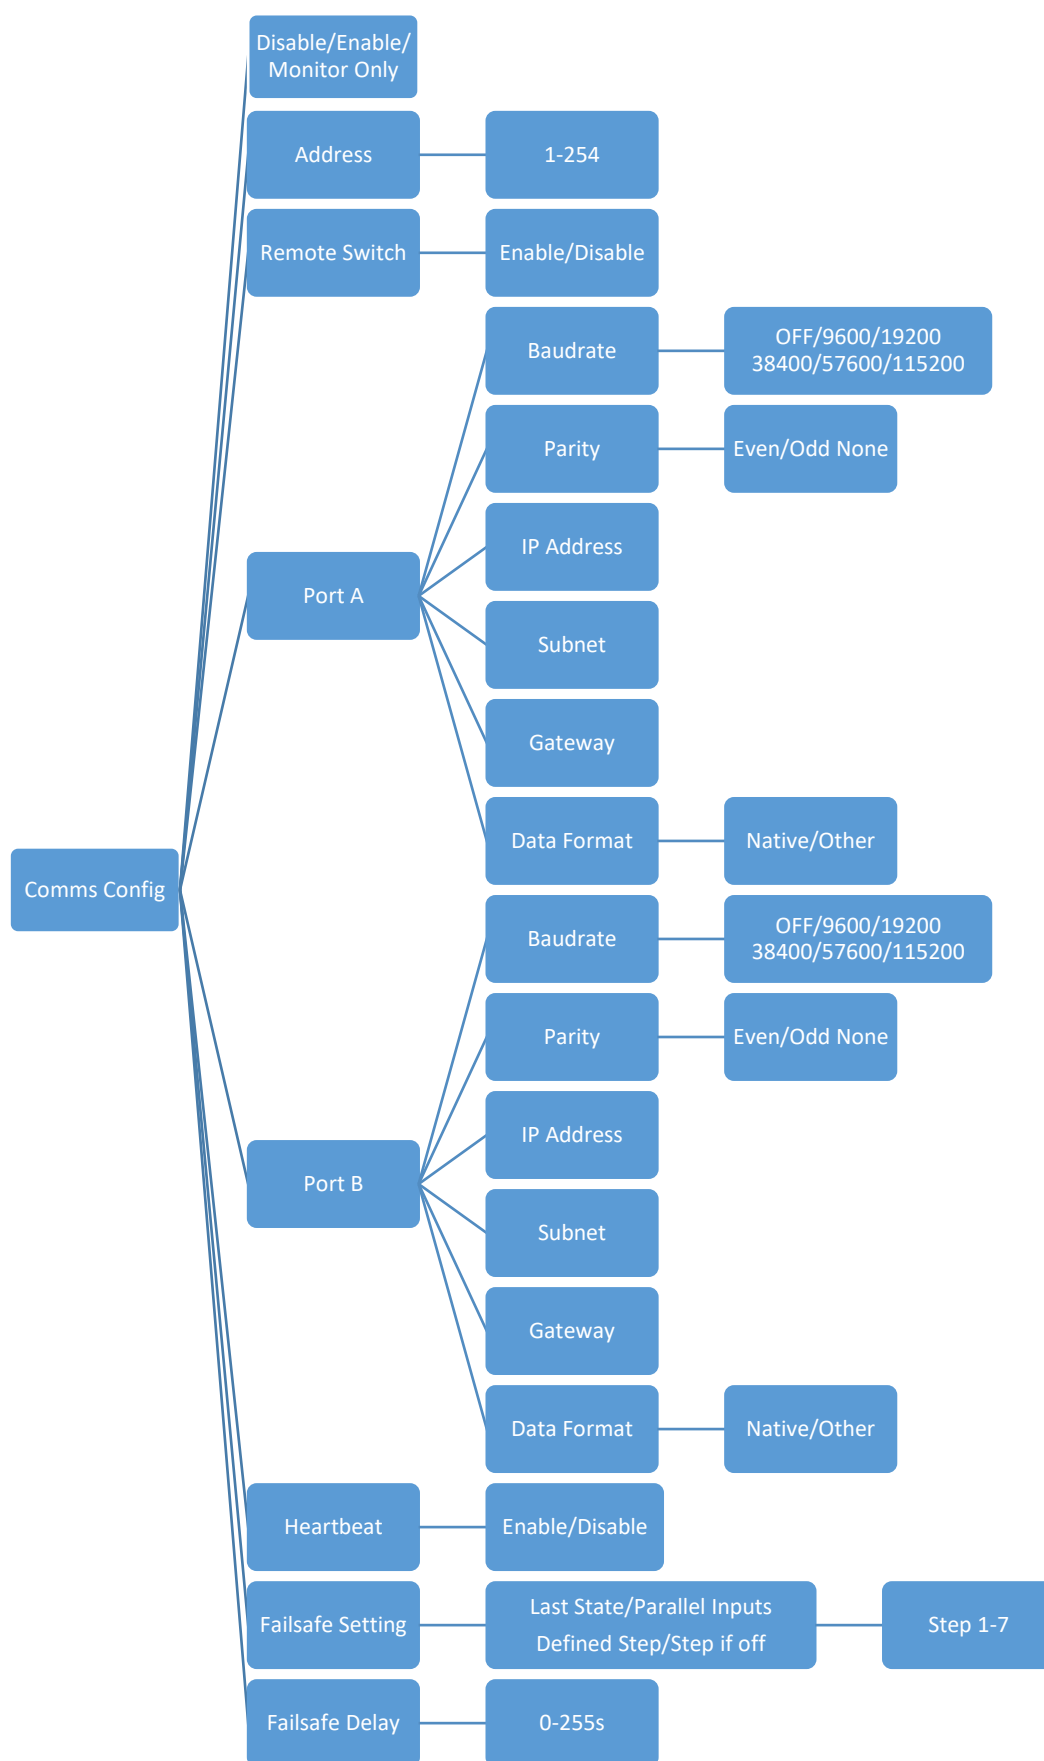 Disable/Enable/
Monitor Only
Address
1-254
Remote Switch
Enable/Disable
Baudrate
OFF/9600/19200
38400/57600/115200
Parity
Even/Odd None
IP Address
Port A
Subnet
Gateway
Data Format
Native/Other
Comms Config
Baudrate
OFF/9600/19200
38400/57600/115200
Parity
Even/Odd None
IP Address
Port B
Subnet
Gateway
Data Format
Native/Other
Heartbeat
Enable/Disable
Failsafe Setting
Last State/Parallel Inputs
Defined Step/Step if off
Step 1-7
Failsafe Delay
0-255s